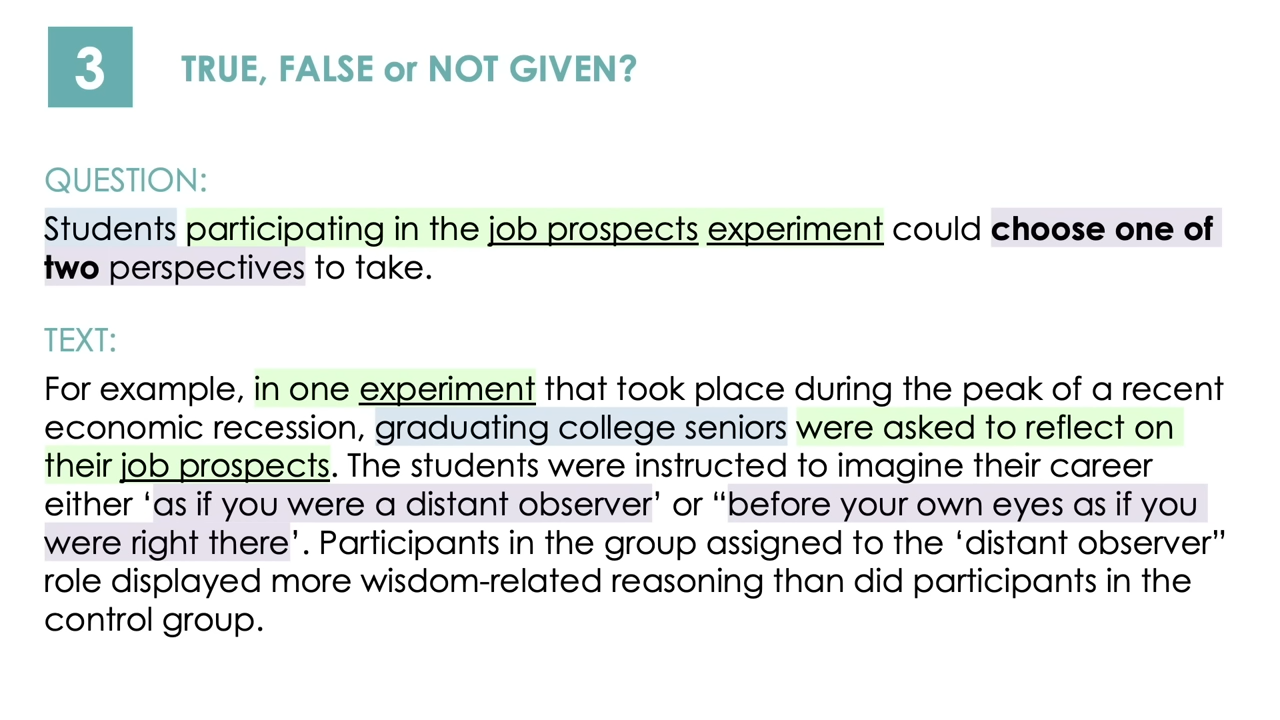 3
TRUE, FALSE or NOT GIVEN?
QUESTION:
Students participating in the job prospects experiment could choose one of
two perspectives to take.
TEXT:
For example, in one experiment that took place during the peak of a recent
economic recession, graduating college seniors were asked to reflect on
their job prospects. The students were instructed to imagine their career
either ‘as if you were a distant observer’ or “before your own eyes as if you
were right there’. Participants in the group assigned to the ‘distant observer”
role displayed more wisdom-related reasoning than did participants in the
control group.